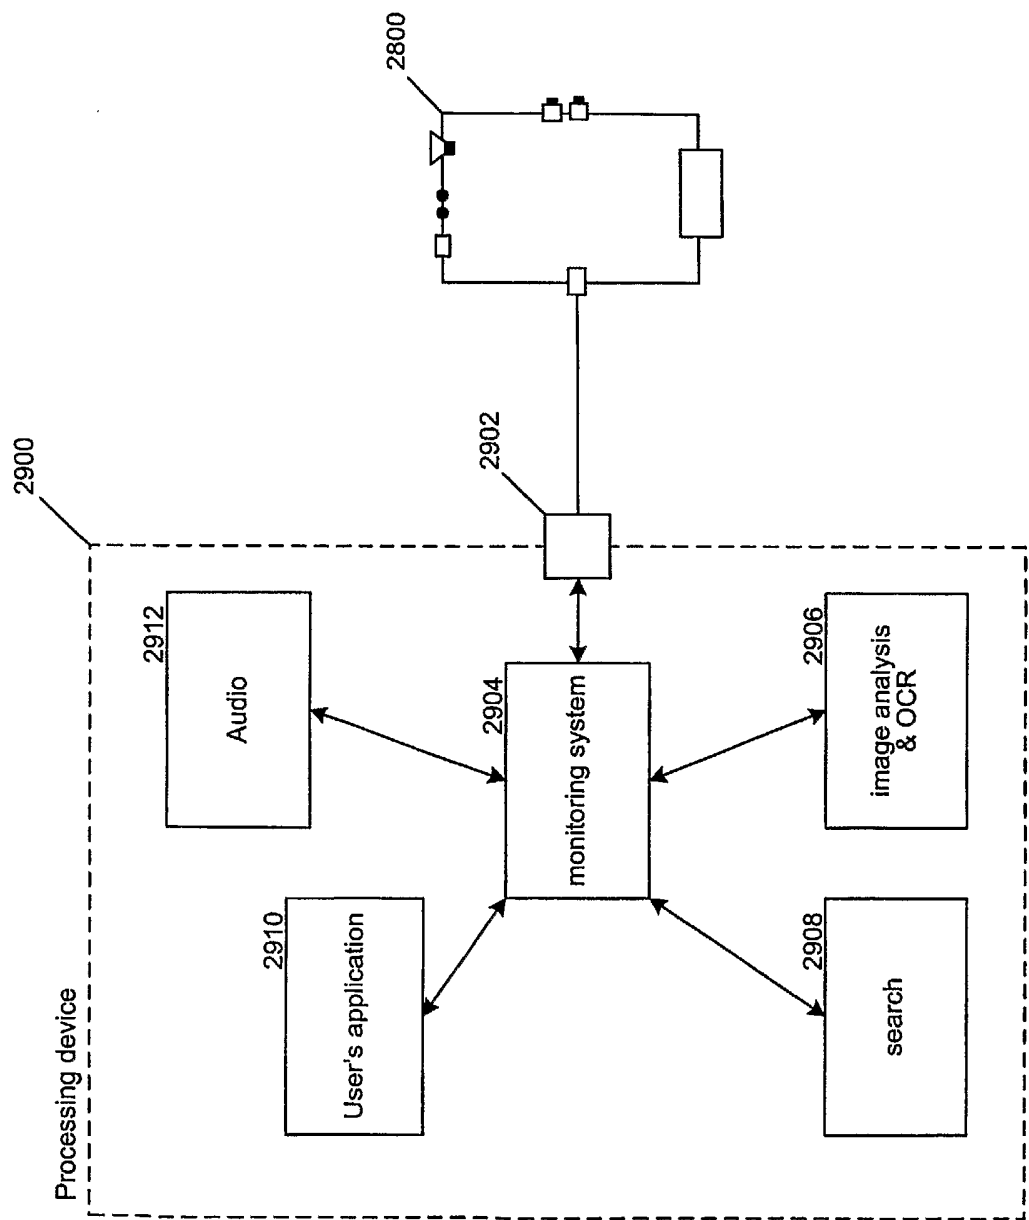 Processing device
2900
2910
User's application
2912
Audio
2904
monitoring system
2902
2800
2908
search
2906
image analysis
& OCR